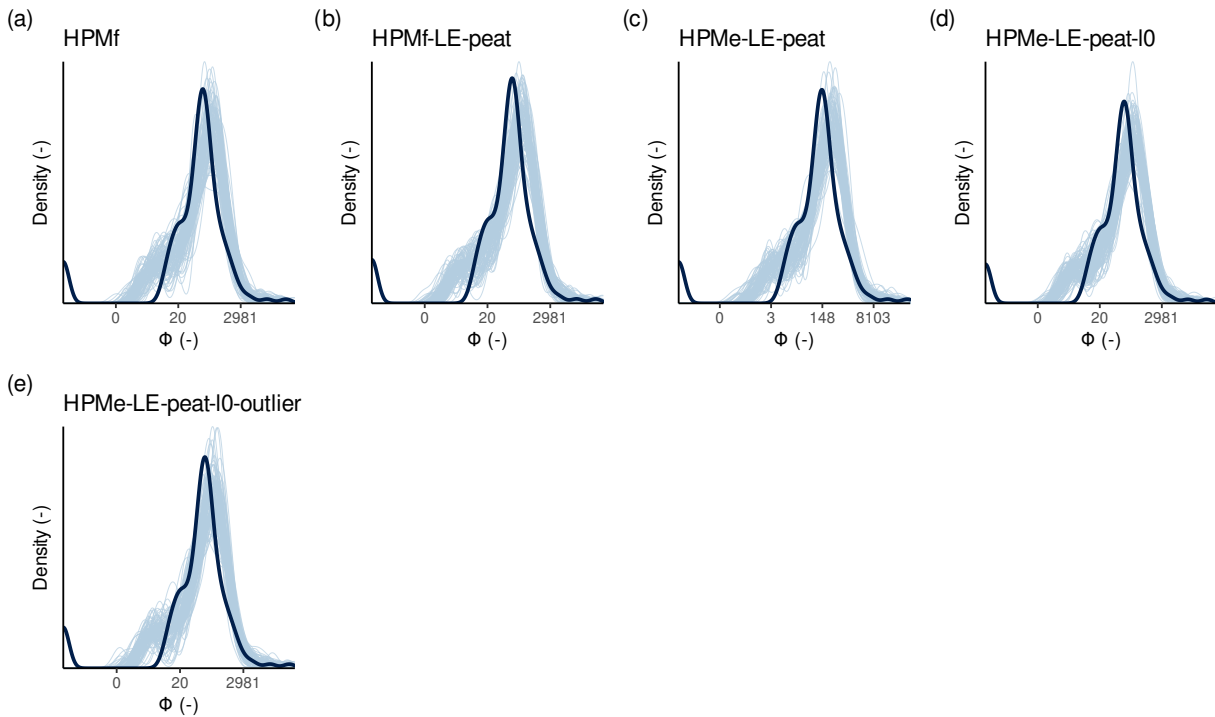 (a)
HPMf
Density (-)
0 20 2981
Φ (-)
(b)
HPMf-LE-peat
Density (-)
0 20 2981
Φ (-)
(c)
HPMe-LE-peat
Density (-)
0 3 148 8103
Φ (-)
(d)
HPMe-LE-peat-l0
Density (-)
0 20 2981
Φ (-)
(e)
HPMe-LE-peat-l0-outlier
Density (-)
0 20 2981
Φ (-)